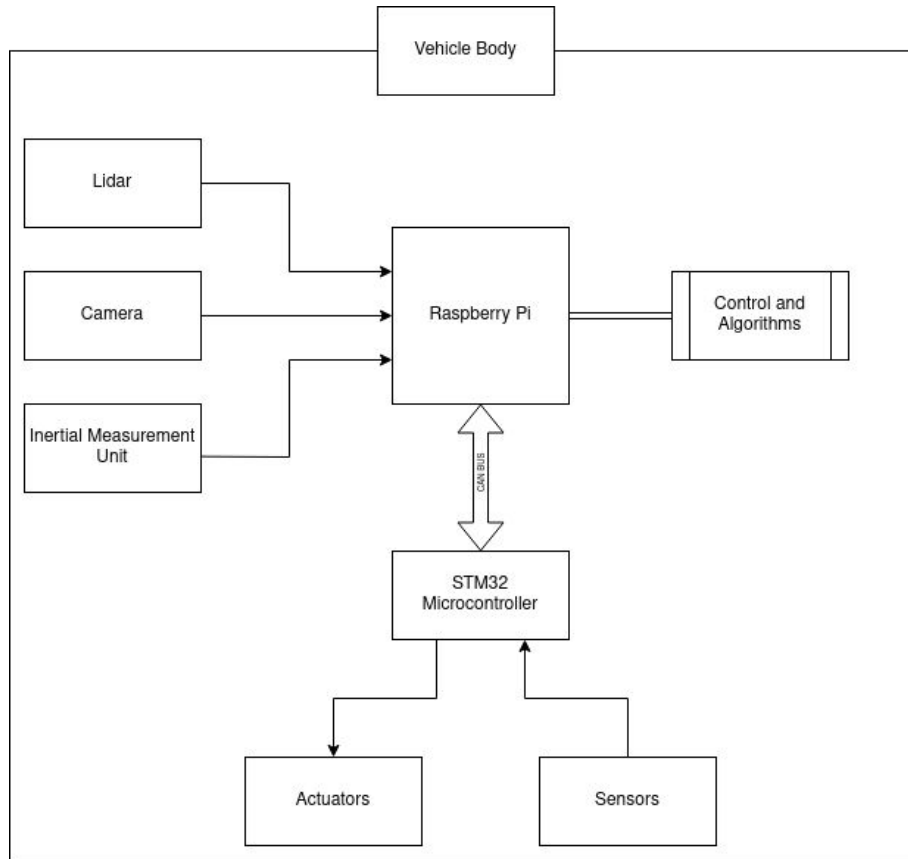 Vehicle Body
Lidar
Camera
Raspberry Pi
Control and
Algorithms
Inertial Measurement
Unit
CAN BUS
STM32
Microcontroller
Actuators
Sensors